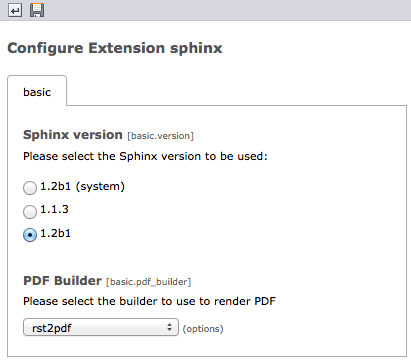 Configure Extension sphinx
basic
Sphinx version [basic.version]
Please select the Sphinx version to be used:
1.2b1 (system)
1.1.3
1.2b1
PDF Builder [basic.pdf_builder]
Please select the builder to use to render PDF
rst2pdf (options)